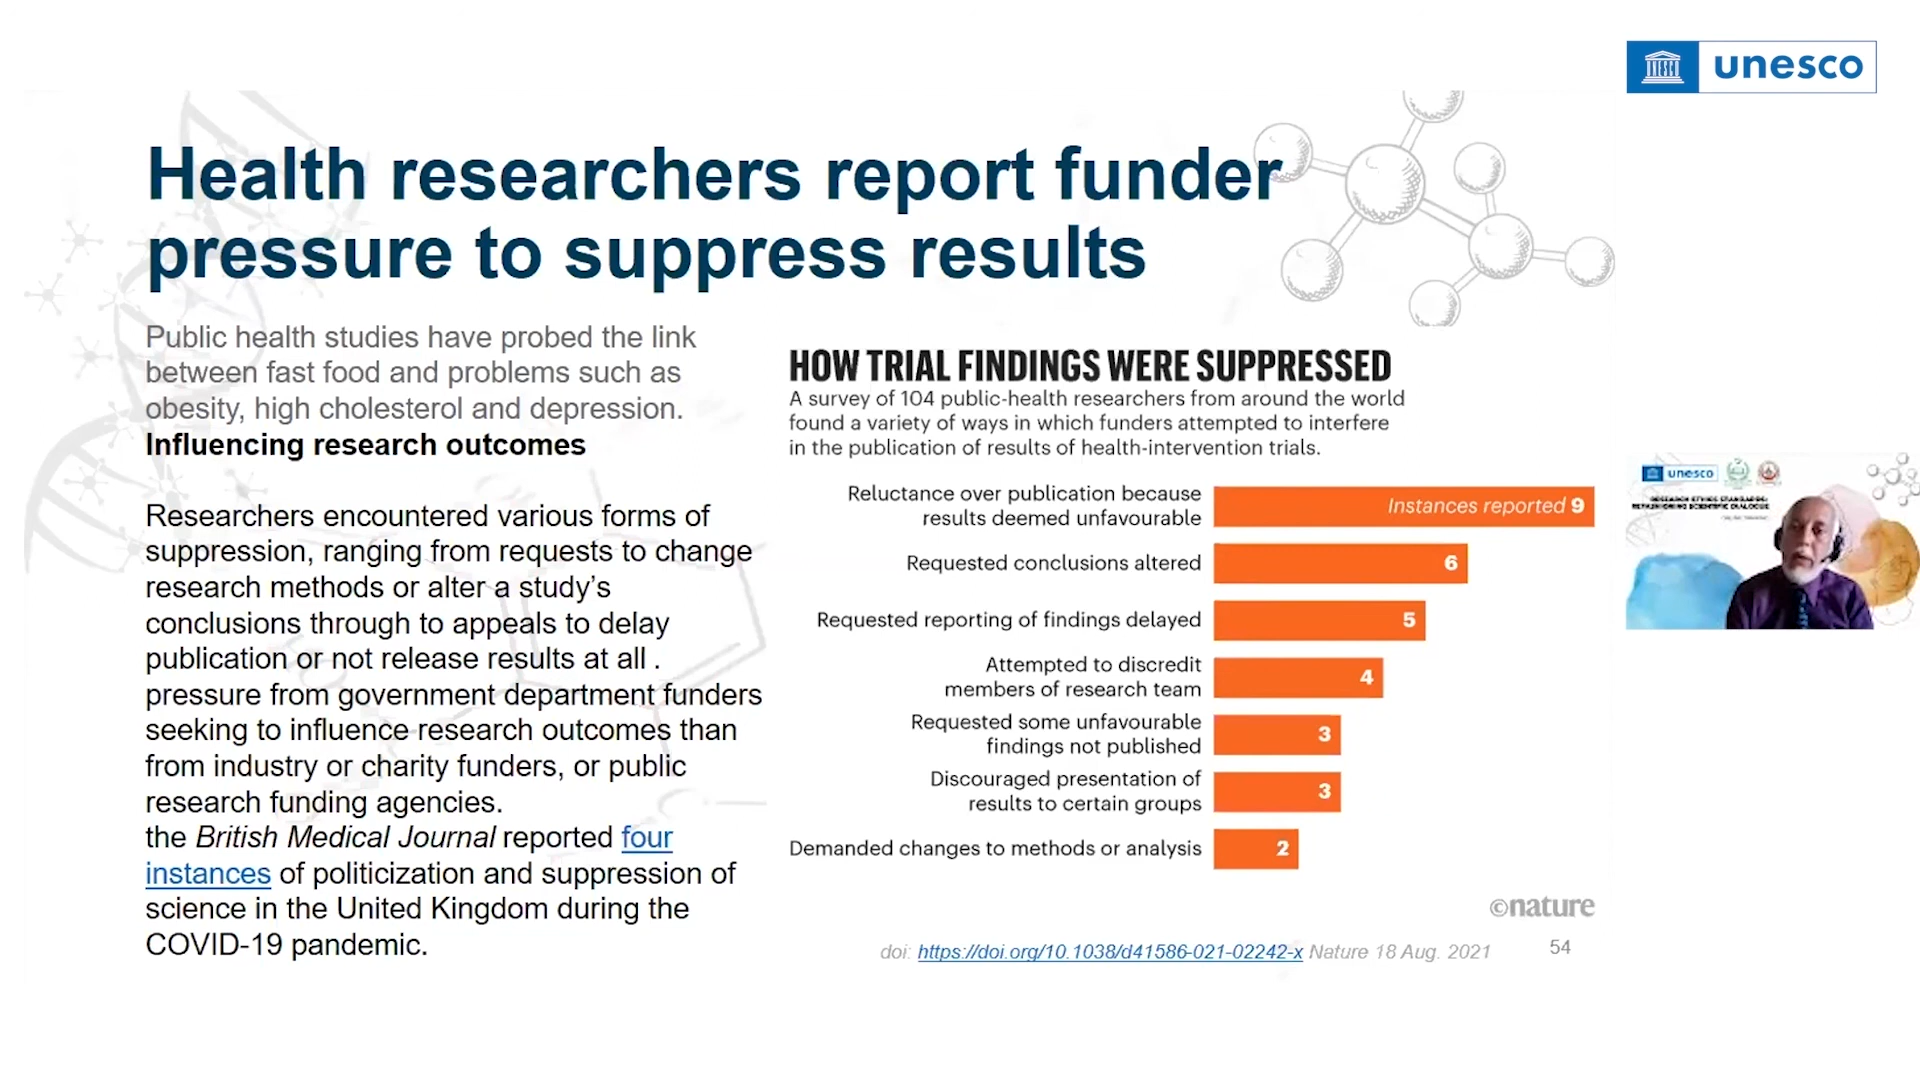 unesco
Health researchers report funder
pressure to suppress results
Public health studies have probed the link
between fast food and problems such as
obesity, high cholesterol and depression.
Influencing research outcomes
Researchers encountered various forms of
suppression, ranging from requests to change
research methods or alter a study’s
conclusions through to appeals to delay
publication or not release results at all .
pressure from government department funders
seeking to influence research outcomes than
from industry or charity funders, or public
research funding agencies.
the British Medical Journal reported four
instances of politicization and suppression of
science in the United Kingdom during the
COVID-19 pandemic.
HOW TRIAL FINDINGS WERE SUPPRESSED
A survey of 104 public-health researchers from around the world
found a variety of ways in which funders attempted to interfere
in the publication of results of health-intervention trials.
Reluctance over publication because
results deemed unfavourable
Instances reported 9
Requested conclusions altered
6
Requested reporting of findings delayed
5
Attempted to discredit
members of research team
4
Requested some unfavourable
findings not published
3
Discouraged presentation of
results to certain groups
3
Demanded changes to methods or analysis
2
©nature
doi: https://doi.org/10.1038/d41586-021-02242-x Nature 18 Aug. 2021
54
unesco
RESEARCH ETHICS STANDARDS:
SCIENTIFIC DIALOGUE